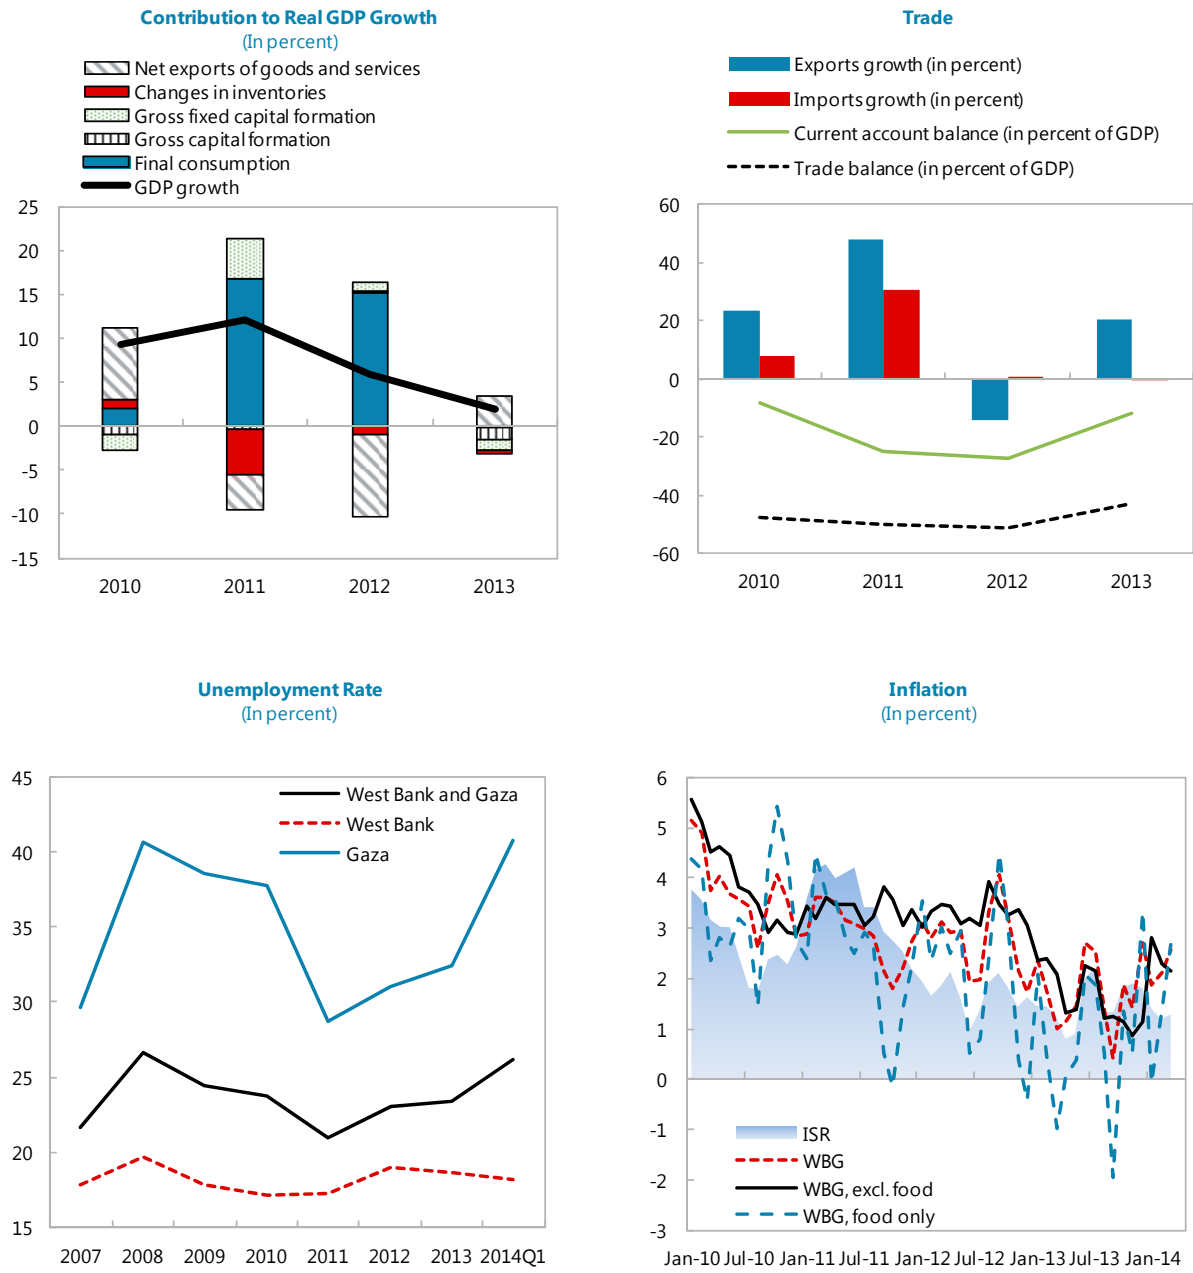 Contribution to Real GDP Growth
(In percent)
Net exports of goods and services
Changes in inventories
Gross fixed capital formation
Gross capital formation
Final consumption
GDP growth
25
20
15
10
5
0
-5
-10
-15
2010 2011 2012 2013
Trade
Exports growth (in percent)
Imports growth (in percent)
Current account balance (in percent of GDP)
Trade balance (in percent of GDP)
60
40
20
0
-20
-40
-60
2010 2011 2012 2013
Unemployment Rate
(In percent)
West Bank and Gaza
West Bank
Gaza
45
40
35
30
25
20
15
2007 2008 2009 2010 2011 2012 2013 2014Q1
Inflation
(In percent)
6
5
4
3
2
1
0
-1
-2
-3
ISR
WBG
WBG, excl. food
WBG, food only
Jan-10 Jul-10 Jan-11 Jul-11 Jan-12 Jul-12 Jan-13 Jul-13 Jan-14